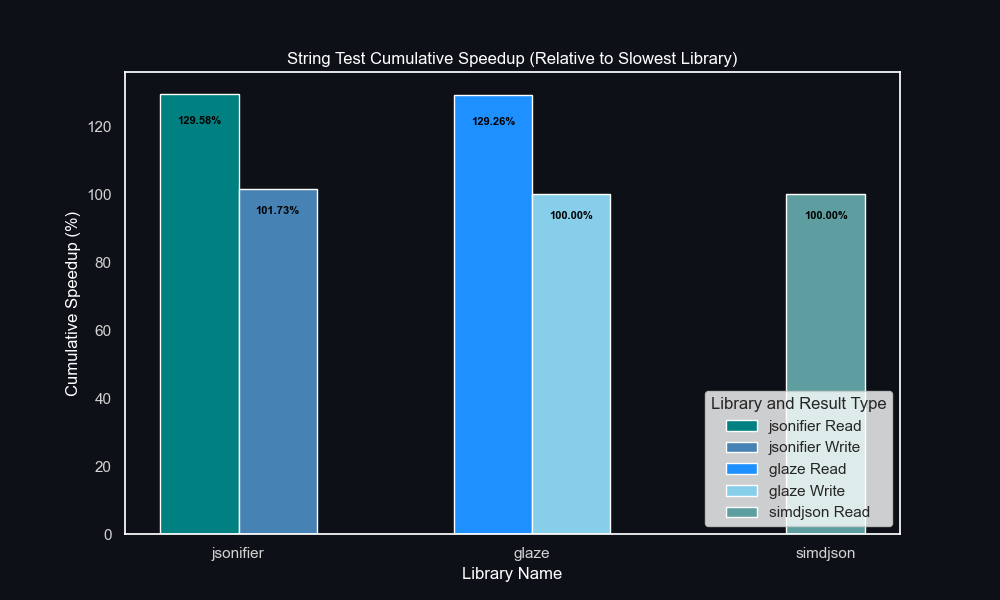 String Test Cumulative Speedup (Relative to Slowest Library)
Cumulative Speedup (%)
120
100
80
60
40
20
0
129.58%
101.73%
129.26%
100.00%
100.00%
Library and Result Type
jsonifier Read
jsonifier Write
glaze Read
glaze Write
simdjson Read
jsonifier
glaze
simdjson
Library Name